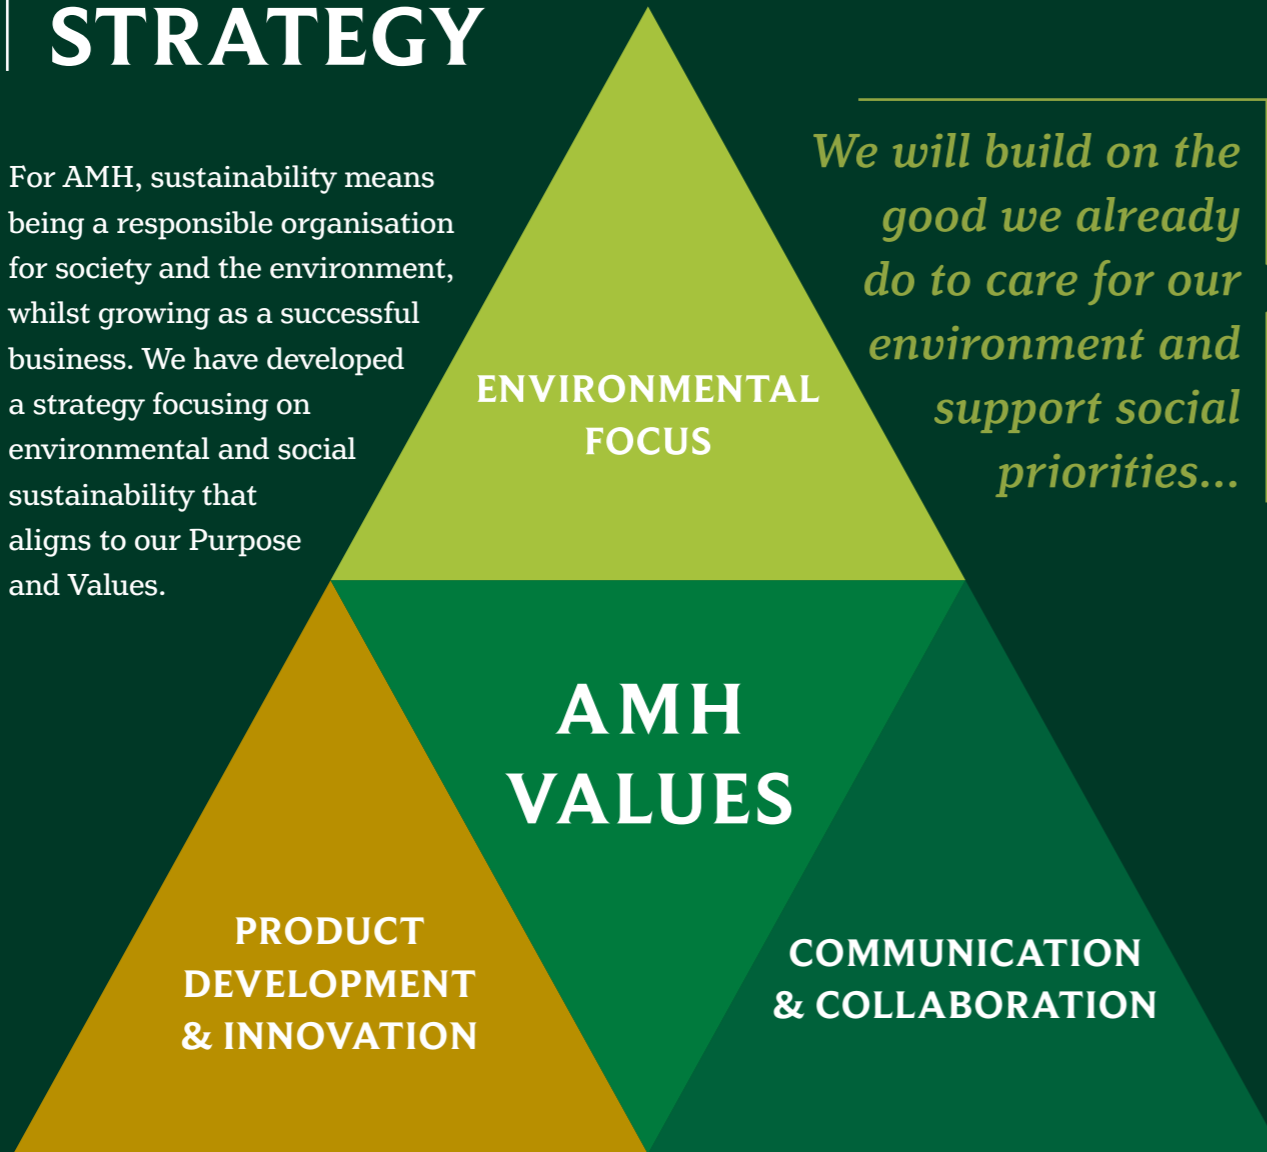 STRATEGY
For AMH, sustainability means
being a responsible organisation
for society and the environment,
whilst growing as a successful
business. We have developed
a strategy focusing on
environmental and social
sustainability that
aligns to our Purpose
and Values.
We will build on the
good we already
do to care for our
environment and
support social
priorities...
ENVIRONMENTAL
FOCUS
AMH
VALUES
PRODUCT
DEVELOPMENT
& INNOVATION
COMMUNICATION
& COLLABORATION